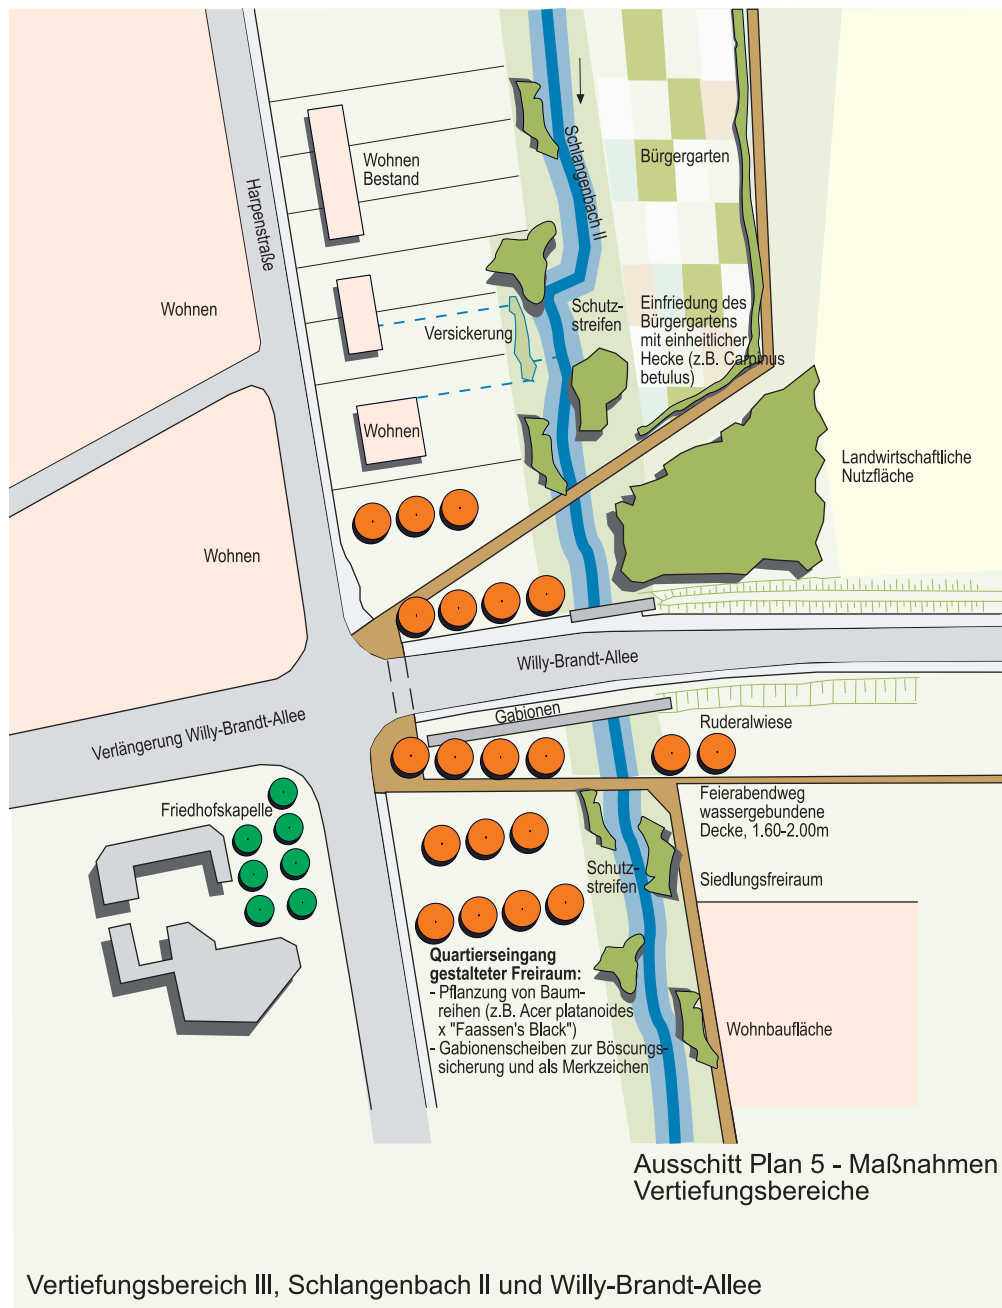 Wohnen
Bestand
Schlangenbach II
Bürgergarten
Harpenstraße
Wohnen
Versickerung
Schutz-
streifen
Einfriedung des
Bürgergartens
mit einheitlicher
Hecke (z.B. Carpinus
betulus)
Wohnen
Landwirtschaftliche
Nutzfläche
Wohnen
Willy-Brandt-Allee
Gabionen
Verlängerung Willy-Brandt-Allee
Ruderalwiese
Friedhofskapelle
Feierabendweg
wassergebundene
Decke, 1.60-2.00m
Schutz-
streifen
Siedlungsfreiraum
Quartierseingang
gestalteter Freiraum:
- Pflanzung von Baum-
reihen (z.B. Acer platanoides
x "Faassen's Black")
- Gabionenscheiben zur Böscungs-
sicherung und als Merkzeichen
Wohnbaufläche
Ausschitt Plan 5 - Maßnahmen
Vertiefungsbereiche
Vertiefungsbereich III, Schlangenbach II und Willy-Brandt-Allee